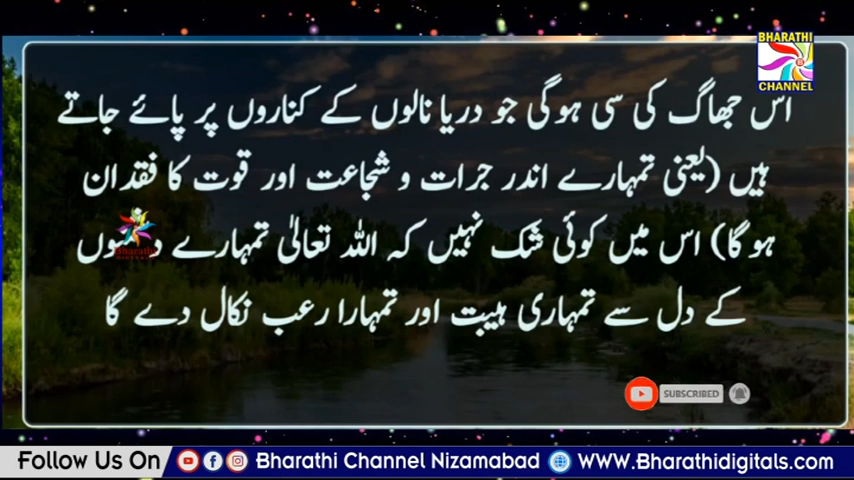 BHARATHI
CHANNEL
اس جھاگ کی سی ہوگی جو دریا نالوں کے کناروں پر پائے جاتے
ہیں (یعنی تمہارے اندر جرات و شجاعت اور قوت کا فقدان
ہوگا) اس میں کوئی شک نہیں کہ اللہ تعالیٰ تمہارے
Bharathi
DIGITALS
کے دل سے تمہاری ہیبت اور تمہارا رعب نکال دے گا
SUBSCRIBED
Follow Us On Bharathi Channel Nizamabad www.Bharathidigitals.com